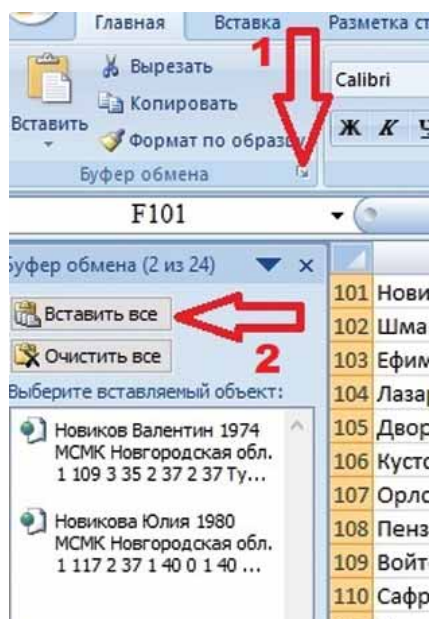 Главная Вставка Разметка ст
1
Вырезать
Копировать
Вставить
Формат по образцу
Calibri
Ж К Ч
Буфер обмена
F101
Буфер обмена (2 из 24)
Вставить все
2
Очистить все
Выберите вставляемый объект:
Новиков Валентин 1974
МСМК Новгородская обл.
1 109 3 35 2 37 2 37 Ту...
Новикова Юлия 1980
МСМК Новгородская обл.
1 117 2 37 1 40 0 1 40 ...
101 Нови
102 Шма
103 Ефим
104 Лаза
105 Двор
106 Кусто
107 Орло
108 Пенз
109 Войт
110 Сафр